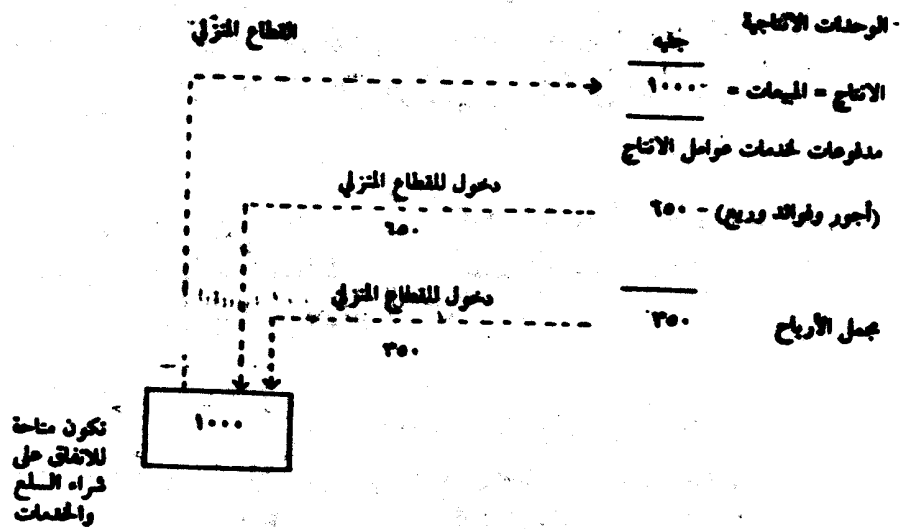 الوحدات الانتاجية
القطاع المنزلي
جنيه
الانتاج = المبيعات = ١٠٠٠
مدفوعات لخدمات عوامل الانتاج
دخول للقطاع المنزلي
(أجور وفوائد وريع) - ٦٥٠
٦٥٠
دخول للقطاع المنزلي
مجمل الأرباح
٣٥٠
٣٥٠
١٠٠٠
تكون متاحة
للانفاق على
شراء السلع
والخدمات